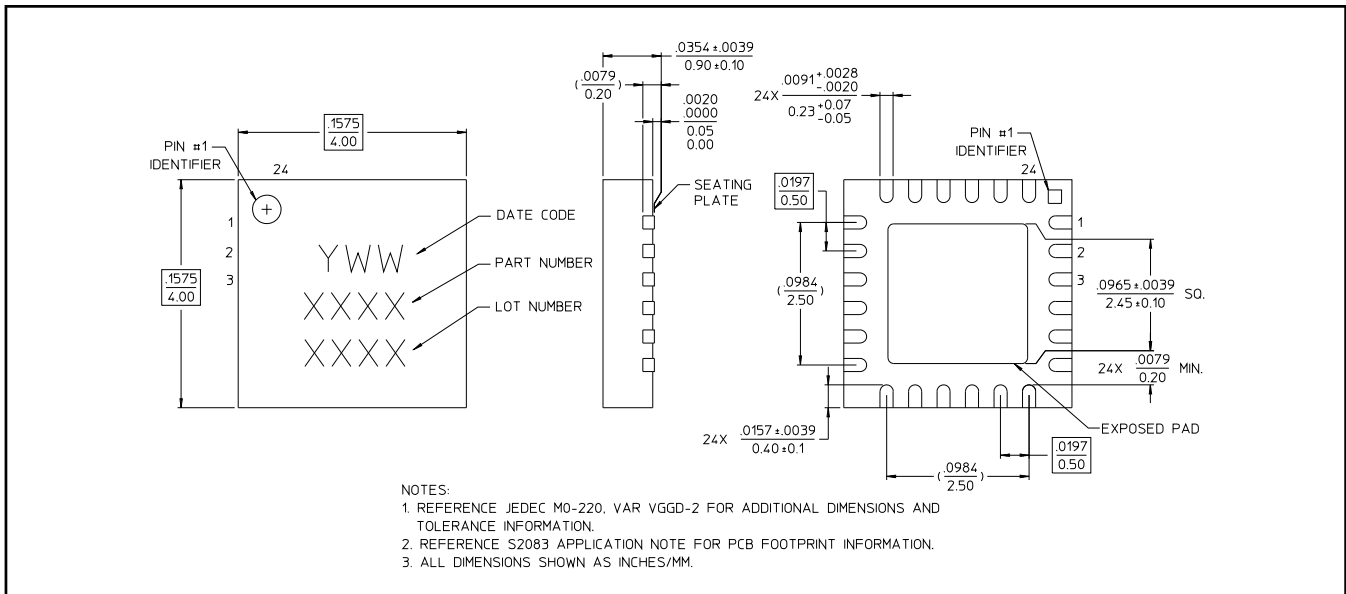 .1575
4.00
PIN #1
IDENTIFIER
24
1
2
3
.1575
4.00
YWW
XXXX
XXXX
DATE CODE
PART NUMBER
LOT NUMBER
.0354±.0039
0.90±0.10
(.0079)
0.20
.0020
.0000
0.05
0.00
SEATING
PLATE
24X .0091 +.0028
-.0020
0.23 +0.07
-0.05
PIN #1
IDENTIFIER
24
.0197
0.50
1
2
3
(.0984)
2.50
.0965±.0039
2.45±0.10 SQ.
24X .0079 MIN.
0.20
EXPOSED PAD
24X .0157±.0039
0.40±0.1
(.0984)
2.50
.0197
0.50
NOTES:
1. REFERENCE JEDEC MO-220, VAR VGGD-2 FOR ADDITIONAL DIMENSIONS AND
TOLERANCE INFORMATION.
2. REFERENCE S2083 APPLICATION NOTE FOR PCB FOOTPRINT INFORMATION.
3. ALL DIMENSIONS SHOWN AS INCHES/MM.